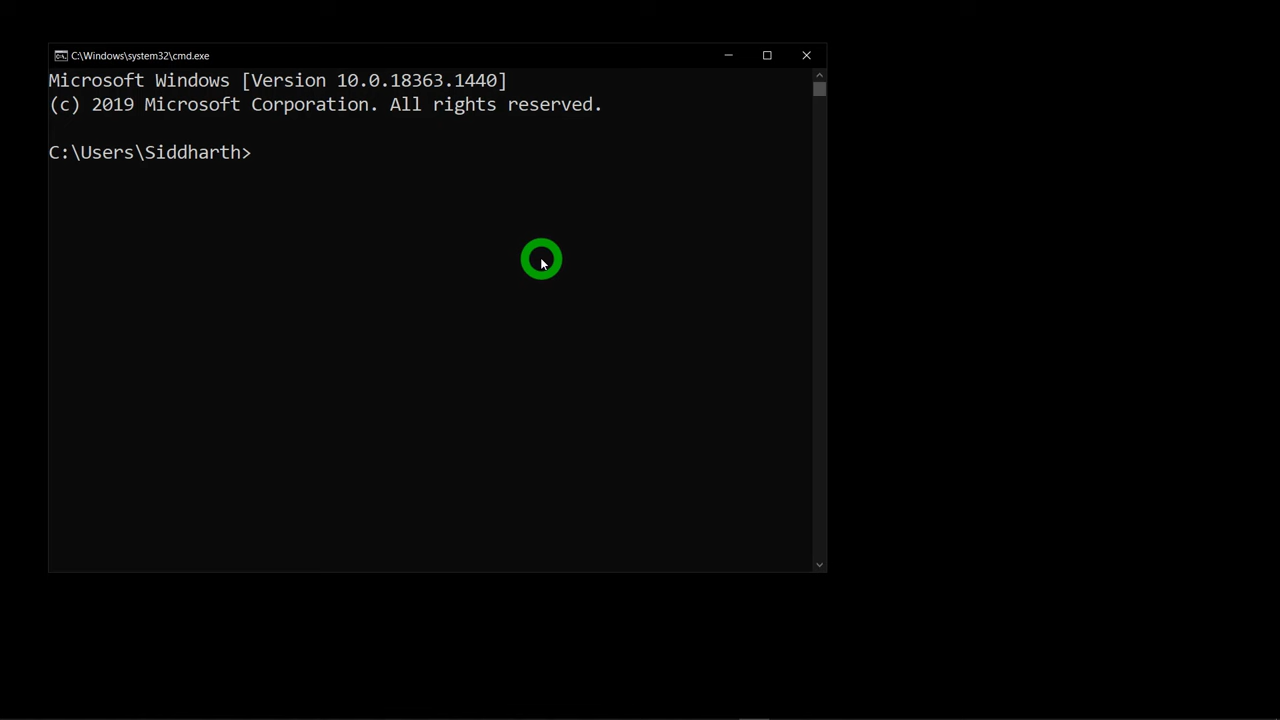 C:\Windows\system32\cmd.exe
Microsoft Windows [Version 10.0.18363.1440]
(c) 2019 Microsoft Corporation. All rights reserved.
C:\Users\Siddharth>